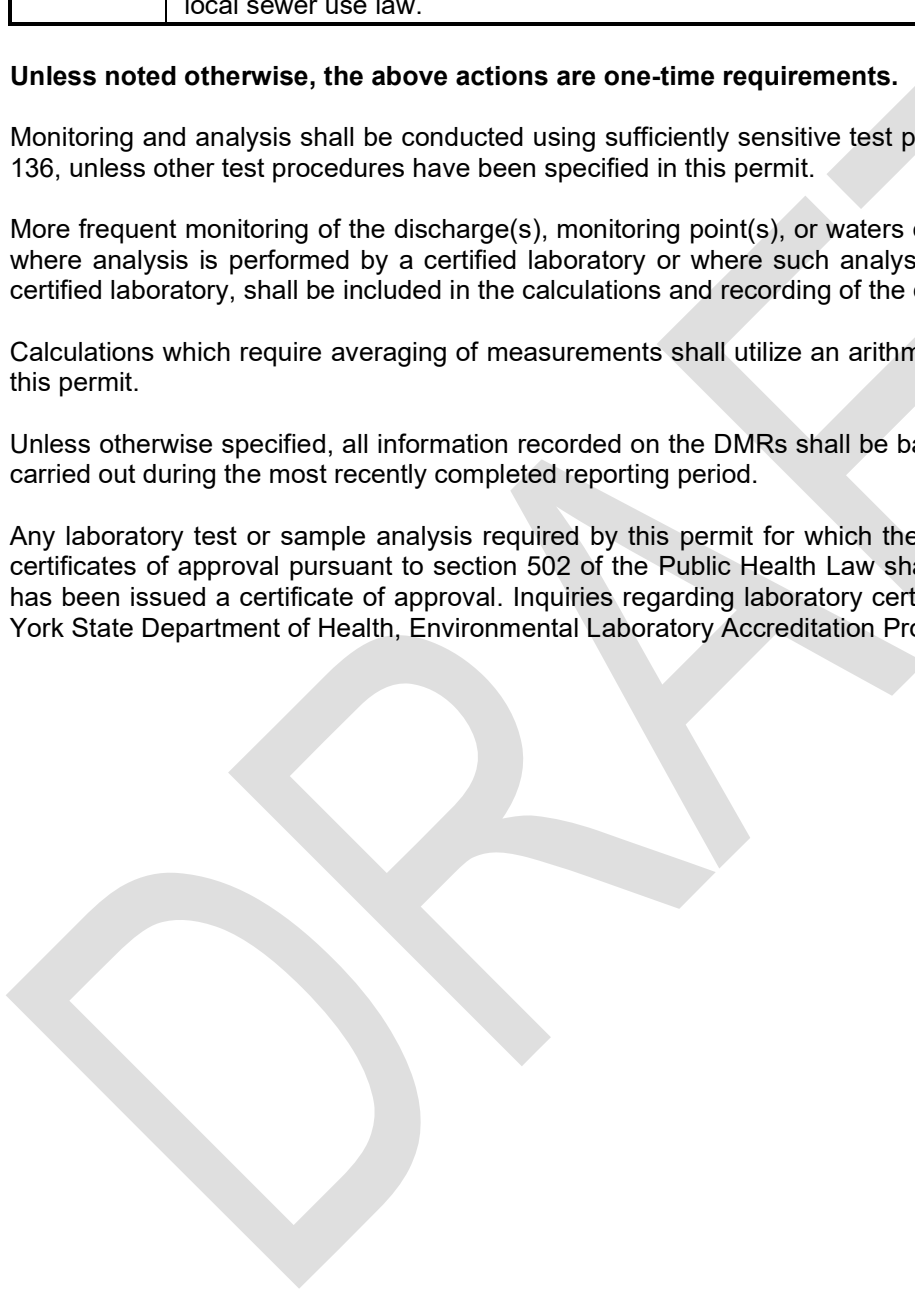 local sewer use law.
Unless noted otherwise, the above actions are one-time requirements.
Monitoring and analysis shall be conducted using sufficiently sensitive test p
136, unless other test procedures have been specified in this permit.
More frequent monitoring of the discharge(s), monitoring point(s), or waters
where analysis is performed by a certified laboratory or where such analys
certified laboratory, shall be included in the calculations and recording of the
Calculations which require averaging of measurements shall utilize an arithm
this permit.
Unless otherwise specified, all information recorded on the DMRs shall be ba
carried out during the most recently completed reporting period.
Any laboratory test or sample analysis required by this permit for which the
certificates of approval pursuant to section 502 of the Public Health Law sha
has been issued a certificate of approval. Inquiries regarding laboratory cert
York State Department of Health, Environmental Laboratory Accreditation Pro
DRAFT